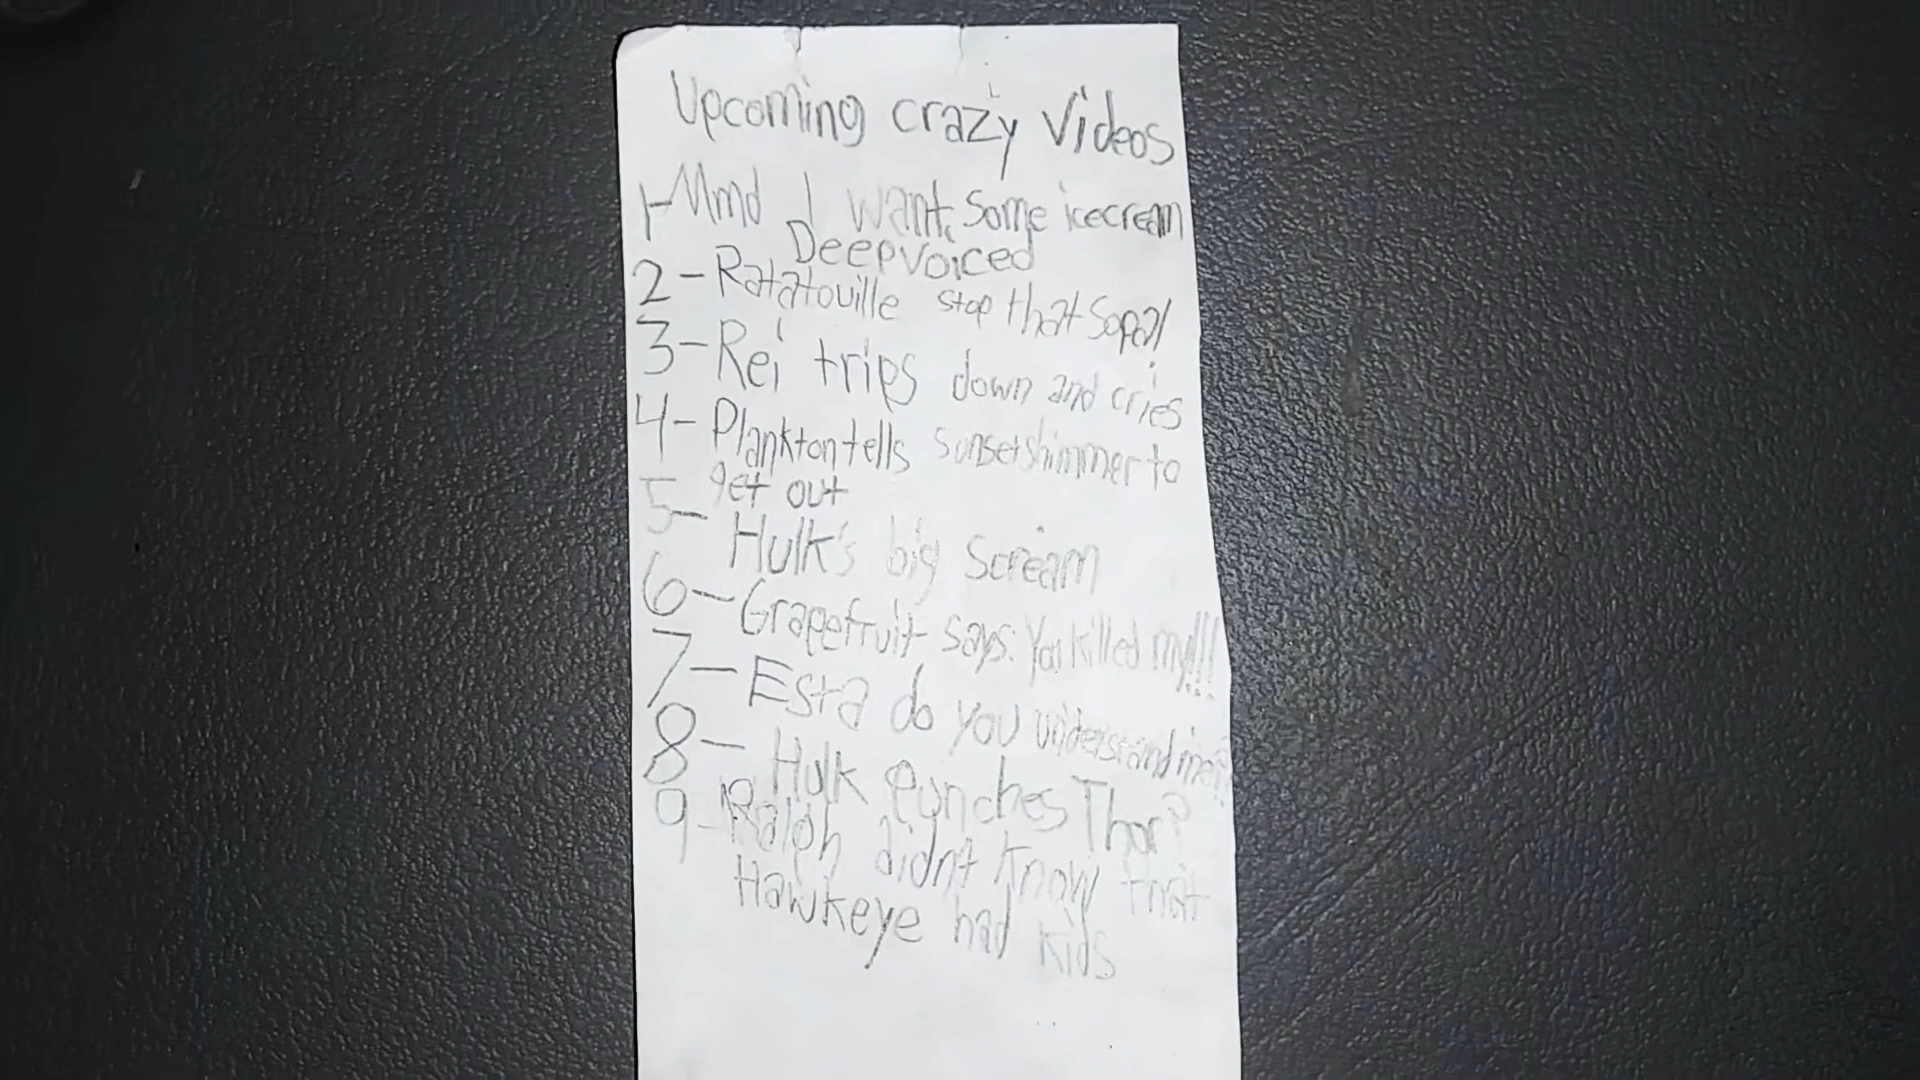 Upcoming crazy Videos
1- Mmd I want some icecream
Deepvoiced
2- Ratatouille stop that
3- Rei trips down and cries
4- Plankton tells sunsetshimmer to
get out
5- Hulk's big scream
6- Grapefruit says: You killed my!!!
7- Esta do you understand me
8- Hulk Punches Thor?
9- Ralph didnt know that
Hawkeye had kids